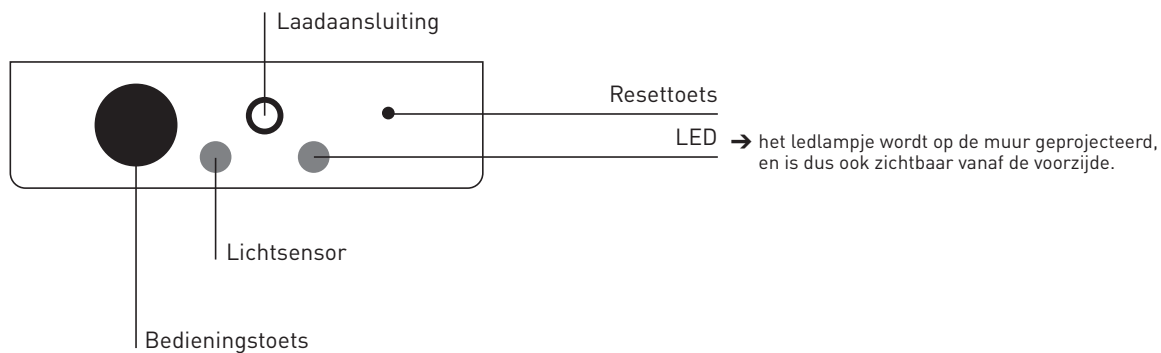 Laadaansluiting
Resettoets
LED → het ledlampje wordt op de muur geprojecteerd,
en is dus ook zichtbaar vanaf de voorzijde.
Lichtsensor
Bedieningstoets